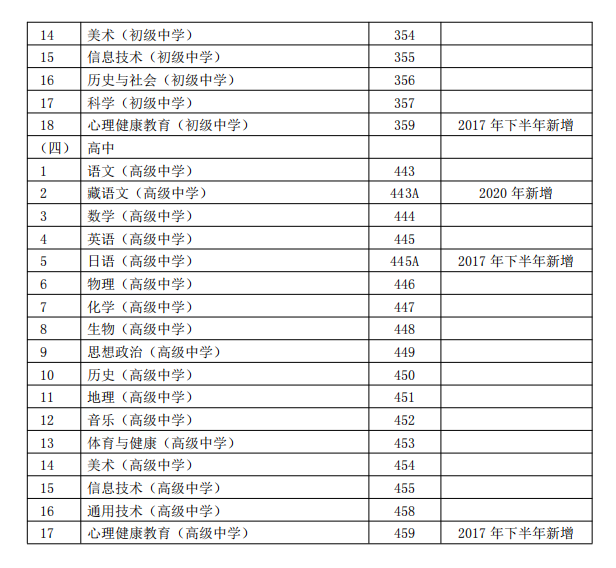 14 美术（初级中学） 354
15 信息技术（初级中学） 355
16 历史与社会（初级中学） 356
17 科学（初级中学） 357
18 心理健康教育（初级中学） 359 2017 年下半年新增
（四） 高中
1 语文（高级中学） 443
2 藏语文（高级中学） 443A 2020 年新增
3 数学（高级中学） 444
4 英语（高级中学） 445
5 日语（高级中学） 445A 2017 年下半年新增
6 物理（高级中学） 446
7 化学（高级中学） 447
8 生物（高级中学） 448
9 思想政治（高级中学） 449
10 历史（高级中学） 450
11 地理（高级中学） 451
12 音乐（高级中学） 452
13 体育与健康（高级中学） 453
14 美术（高级中学） 454
15 信息技术（高级中学） 455
16 通用技术（高级中学） 458
17 心理健康教育（高级中学） 459 2017 年下半年新增